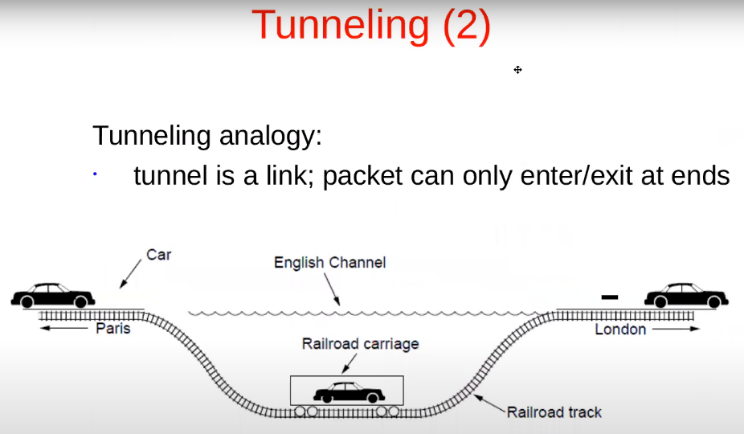 Tunneling (2)
Tunneling analogy:
· tunnel is a link; packet can only enter/exit at ends
Car
English Channel
Paris
London
Railroad carriage
Railroad track